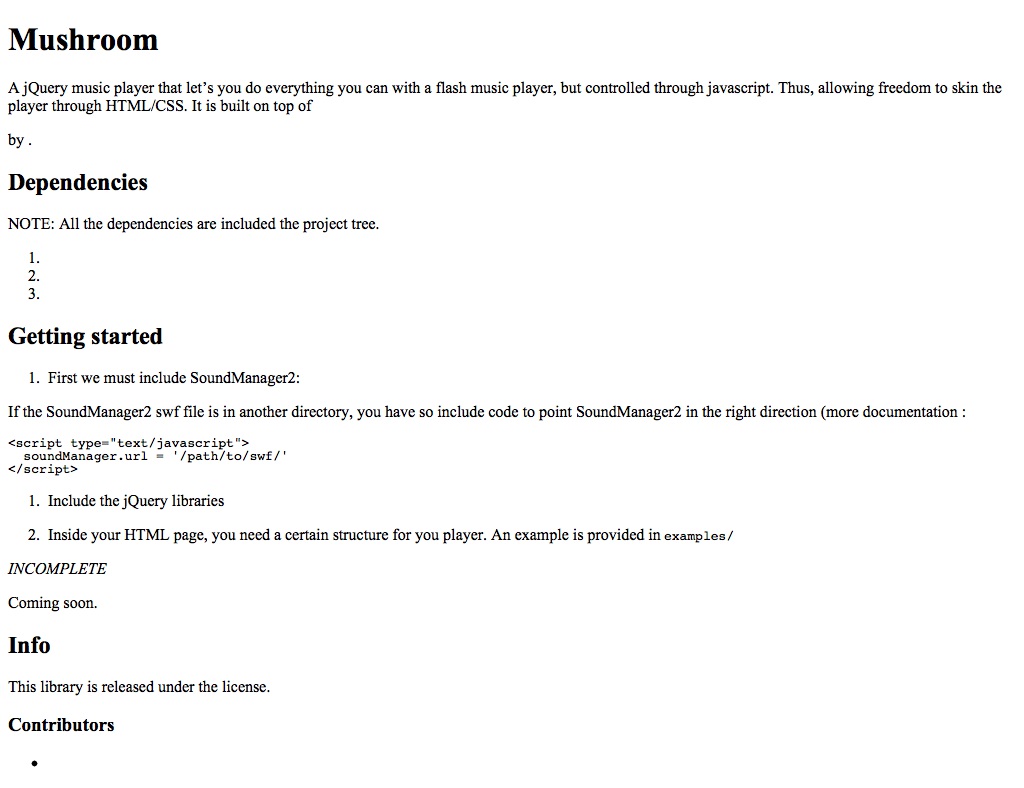 Mushroom
A jQuery music player that let’s you do everything you can with a flash music player, but controlled through javascript. Thus, allowing freedom to skin the
player through HTML/CSS. It is built on top of
by .
Dependencies
NOTE: All the dependencies are included the project tree.
1.
2.
3.
Getting started
1. First we must include SoundManager2:
If the SoundManager2 swf file is in another directory, you have so include code to point SoundManager2 in the right direction (more documentation :
<script type="text/javascript">
  soundManager.url = '/path/to/swf/'
</script>
1. Include the jQuery libraries
2. Inside your HTML page, you need a certain structure for you player. An example is provided in examples/
INCOMPLETE
Coming soon.
Info
This library is released under the license.
Contributors
•